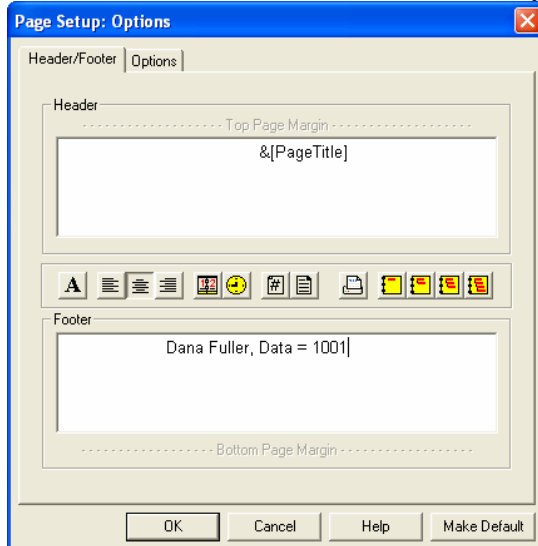 Page Setup: Options
Header/Footer
Options
Header
Top Page Margin
&[PageTitle]
A
#
Footer
Dana Fuller, Data = 1001
Bottom Page Margin
OK
Cancel
Help
Make Default